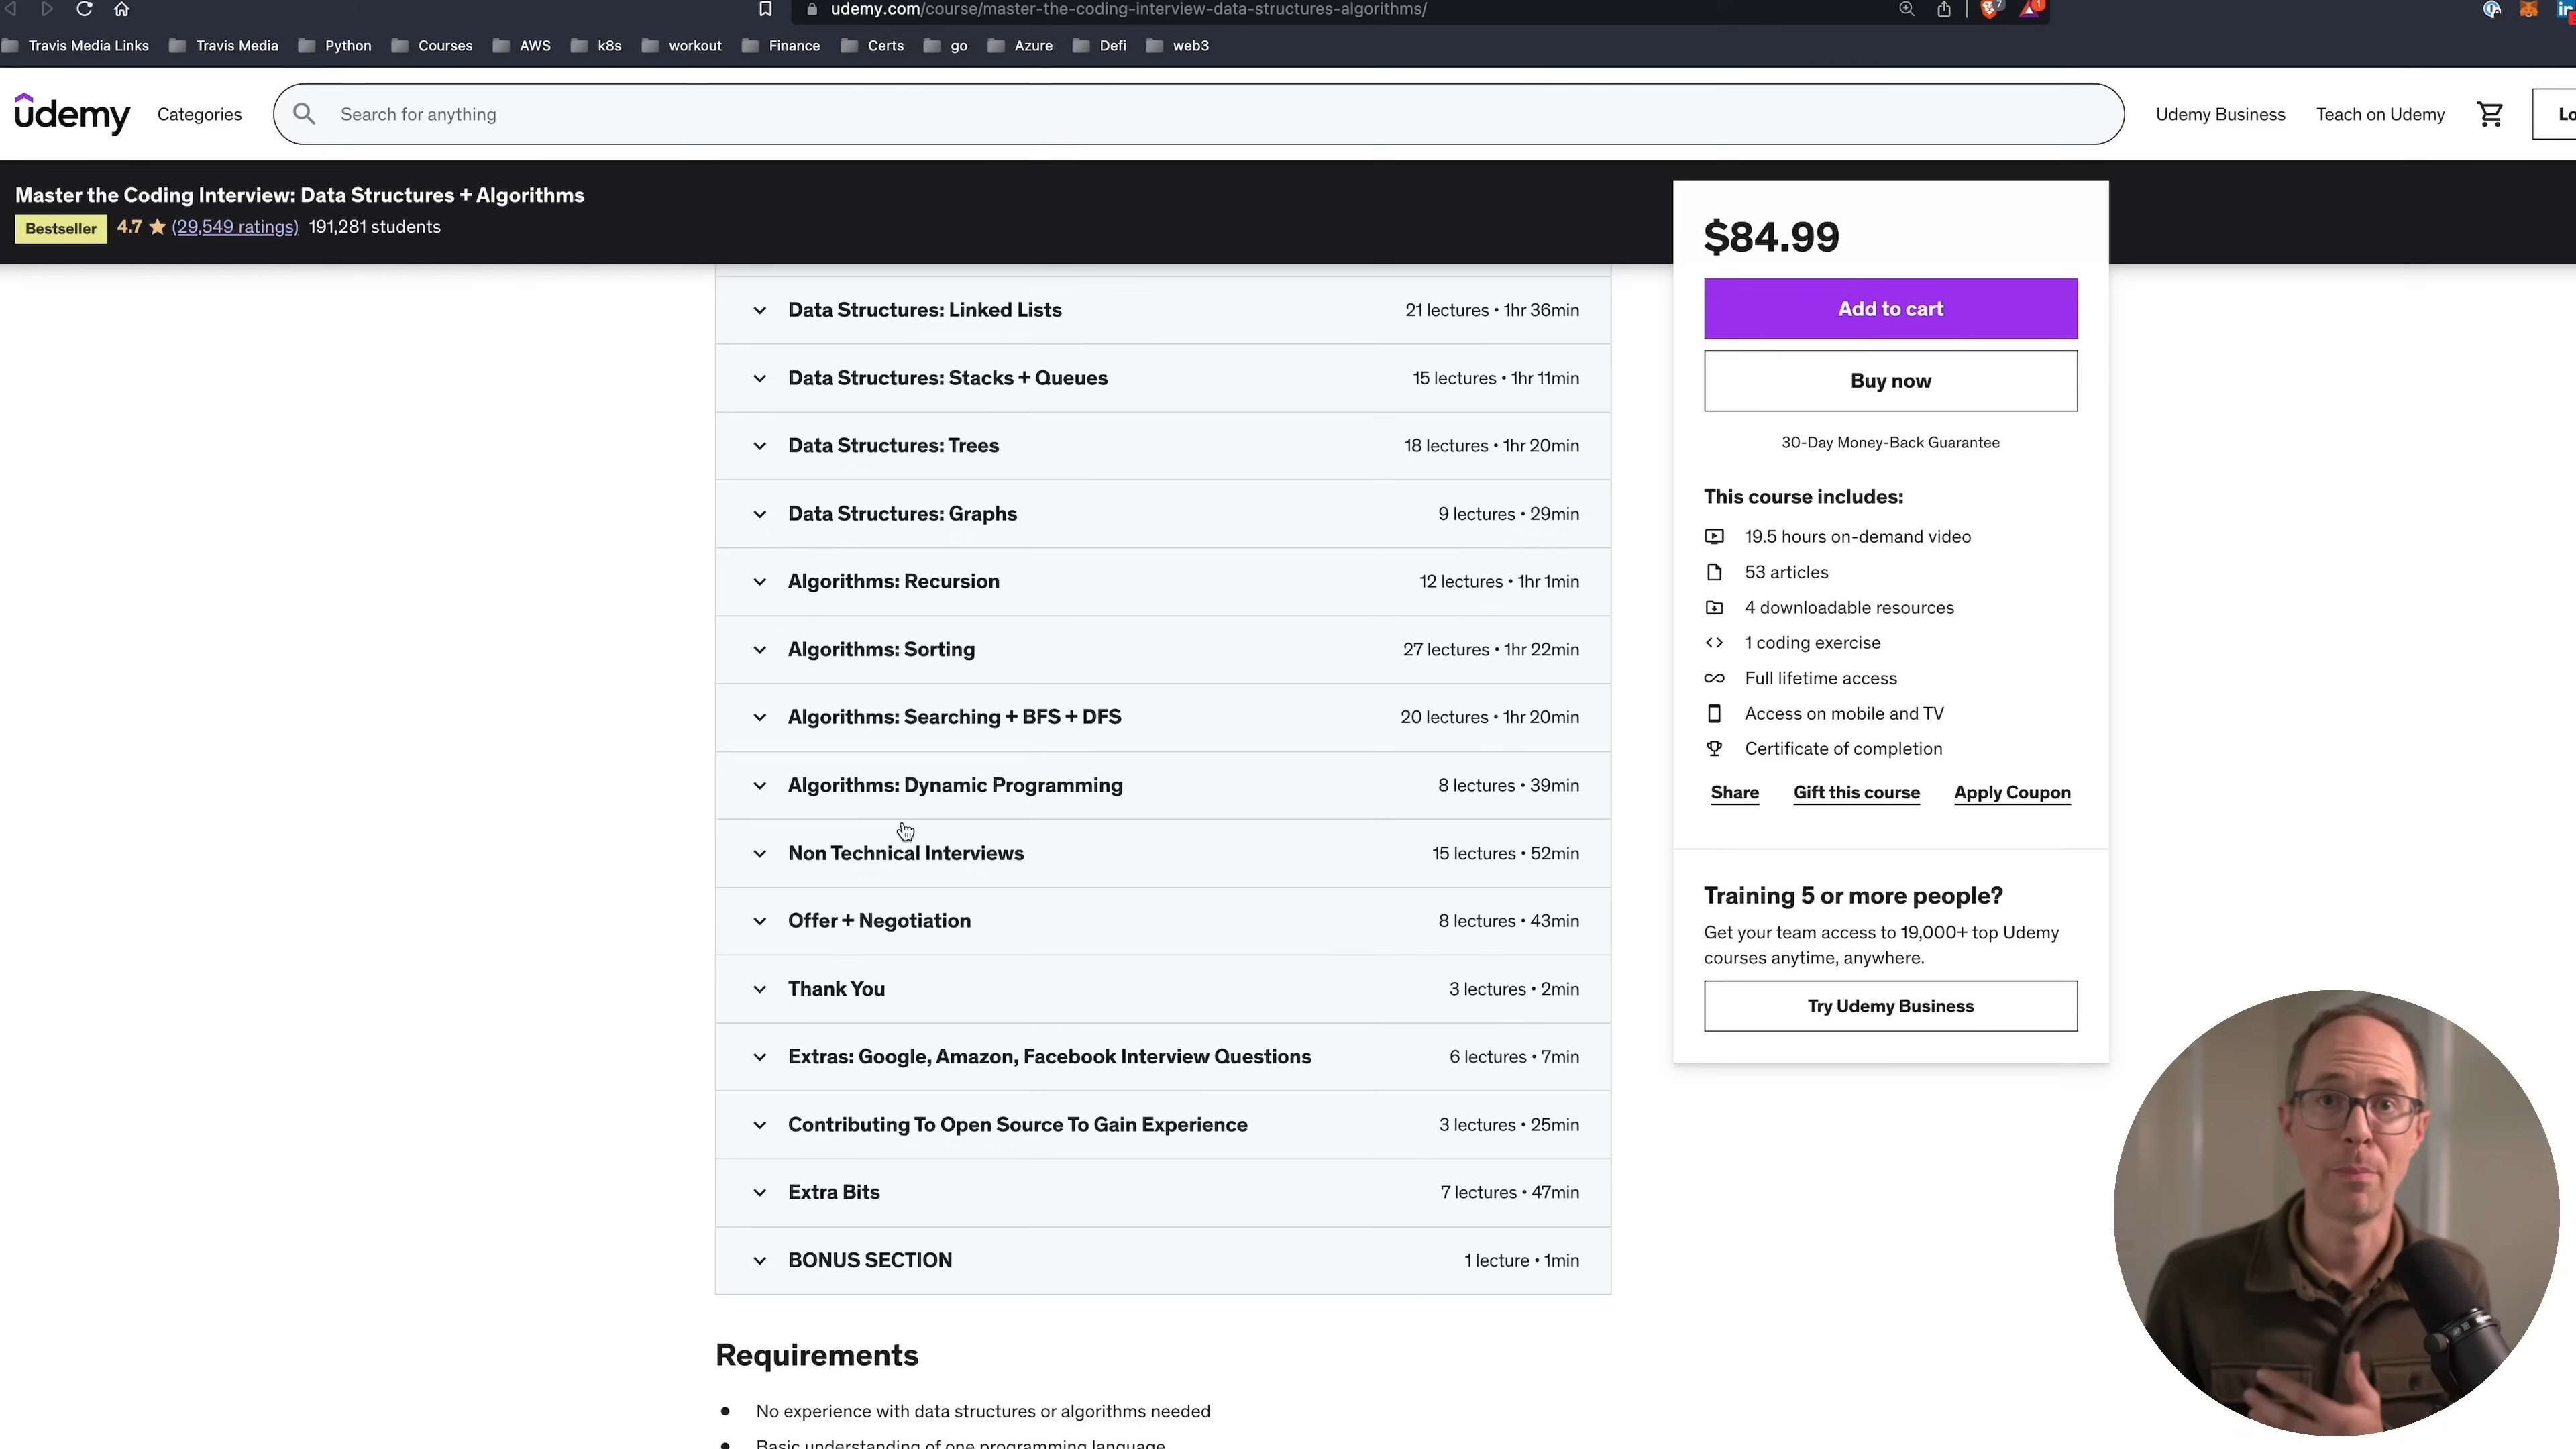 udemy.com/course/master-the-coding-interview-data-structures-algorithms/
7
1
Travis Media Links
Travis Media
Python
Courses
AWS
k8s
workout
Finance
Certs
go
Azure
Defi
web3
udemy
Categories
Search for anything
Udemy Business
Teach on Udemy
Lo
Master the Coding Interview: Data Structures + Algorithms
Bestseller 4.7 (29,549 ratings) 191,281 students
Data Structures: Linked Lists 21 lectures • 1hr 36min
Data Structures: Stacks + Queues 15 lectures • 1hr 11min
Data Structures: Trees 18 lectures • 1hr 20min
Data Structures: Graphs 9 lectures • 29min
Algorithms: Recursion 12 lectures • 1hr 1min
Algorithms: Sorting 27 lectures • 1hr 22min
Algorithms: Searching + BFS + DFS 20 lectures • 1hr 20min
Algorithms: Dynamic Programming 8 lectures • 39min
Non Technical Interviews 15 lectures • 52min
Offer + Negotiation 8 lectures • 43min
Thank You 3 lectures • 2min
Extras: Google, Amazon, Facebook Interview Questions 6 lectures • 7min
Contributing To Open Source To Gain Experience 3 lectures • 25min
Extra Bits 7 lectures • 47min
BONUS SECTION 1 lecture • 1min
Requirements
• No experience with data structures or algorithms needed
• Basic understanding of one programming language
$84.99
Add to cart
Buy now
30-Day Money-Back Guarantee
This course includes:
19.5 hours on-demand video
53 articles
4 downloadable resources
1 coding exercise
Full lifetime access
Access on mobile and TV
Certificate of completion
Share
Gift this course
Apply Coupon
Training 5 or more people?
Get your team access to 19,000+ top Udemy
courses anytime, anywhere.
Try Udemy Business